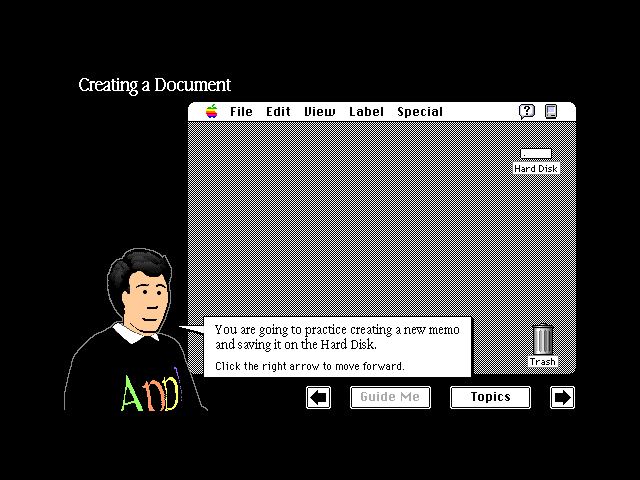 Creating a Document
File Edit View Label Special
Hard Disk
You are going to practice creating a new memo
and saving it on the Hard Disk.
Click the right arrow to move forward.
Trash
Guide Me
Topics